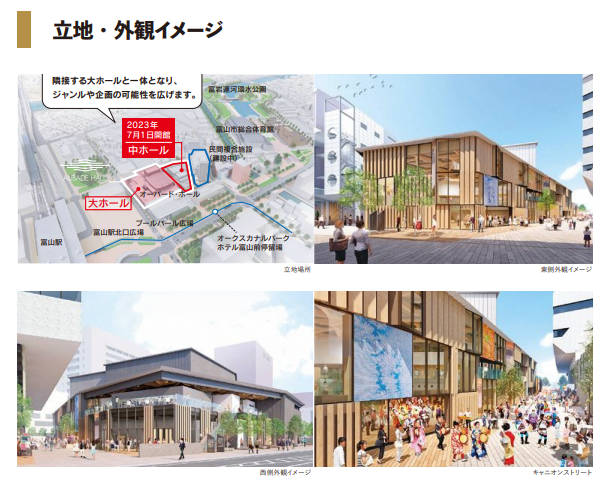 立地・外観イメージ
隣接する大ホールと一体となり、
ジャンルや企画の可能性を広げます。
富岩運河環水公園
2023年
7月1日開館
中ホール
富山市総合体育館
民間複合施設
(建設中)
AUBADE HALL
大ホール
オーバード・ホール
ブールバール広場
富山駅北口広場
富山駅
オークスカナルパーク
ホテル富山前停留場
立地場所
東側外観イメージ
西側外観イメージ
キャニオンストリート